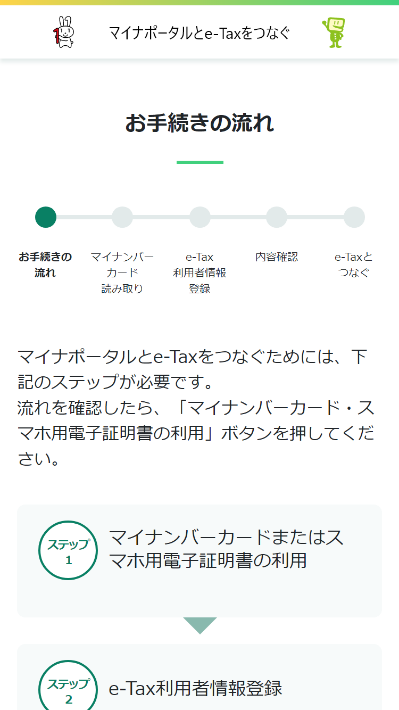 マイナポータルとe-Taxをつなぐ
お手続きの流れ
お手続きの
流れ
マイナンバー
カード
読み取り
e-Tax
利用者情報
登録
内容確認
e-Taxと
つなぐ
マイナポータルとe-Taxをつなぐためには、下
記のステップが必要です。
流れを確認したら、「マイナンバーカード・ス
マホ用電子証明書の利用」ボタンを押してくだ
さい。
ステップ
1
マイナンバーカードまたはス
マホ用電子証明書の利用
ステップ
2
e-Tax利用者情報登録